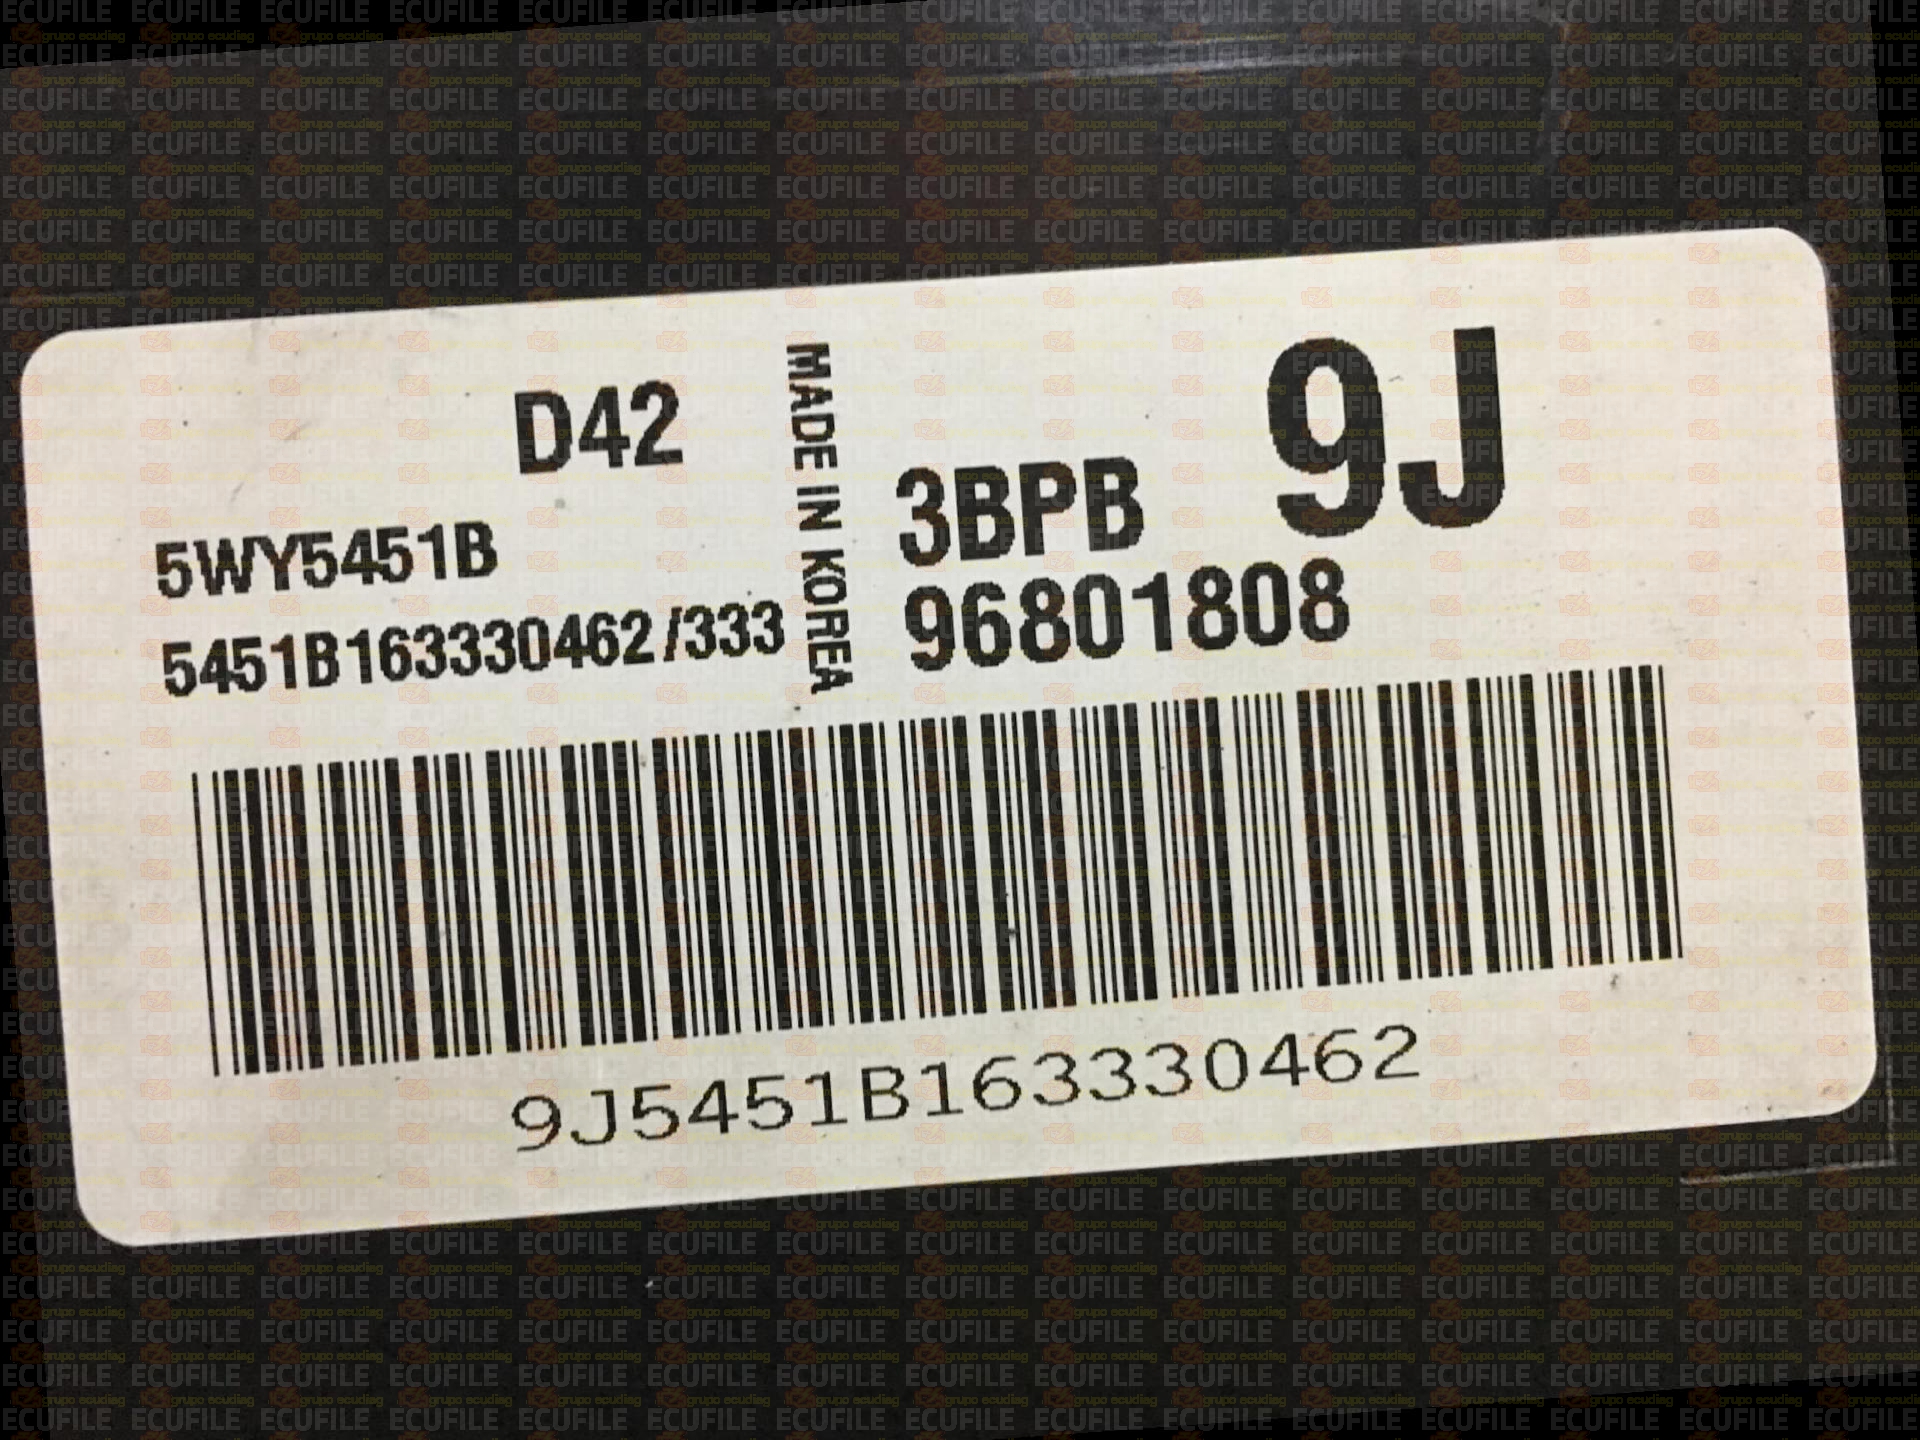 D42
5WY5451B
5451B163330462/333
MADE IN KOREA
9J
3BPB
96801808
9J5451B163330462
ECUFILE
grupo ecudiag